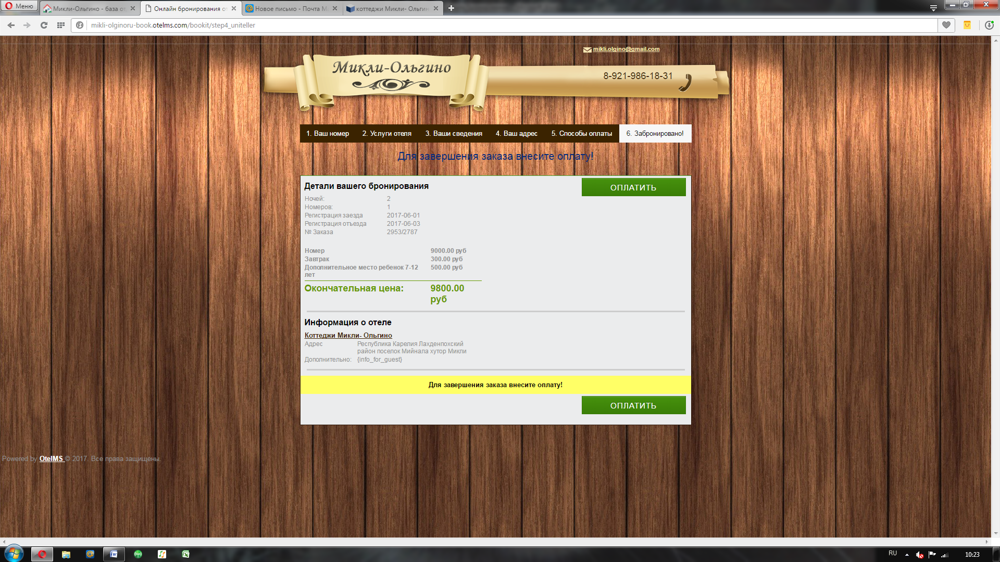 Меню
Микли-Ольгино - база от
Онлайн бронирования от
Новое письмо - Почта Ma
коттеджи Микли- Ольгин
mikli-olginoru-book.otelms.com/bookit/step4_uniteller
mikli.olgino@gmail.com
Микли-Ольгино
8-921-986-18-31
1. Ваш номер
2. Услуги отеля
3. Ваши сведения
4. Ваш адрес
5. Способы оплаты
6. Забронировано!
Для завершения заказа внесите оплату!
Детали вашего бронирования
ОПЛАТИТЬ
Ночей: 2
Номеров: 1
Регистрация заезда 2017-06-01
Регистрация отъезда 2017-06-03
№ Заказа 2953/2787
Номер 9000.00 руб
Завтрак 300.00 руб
Дополнительное место ребенок 7-12 500.00 руб
лет
Окончательная цена: 9800.00
руб
Информация о отеле
Коттеджи Микли- Ольгино
Адрес Республика Карелия Лахденпохский
район поселок Мийнала хутор Микли
Дополнительно: {info_for_guest}
Для завершения заказа внесите оплату!
ОПЛАТИТЬ
Powered by OtelMS © 2017. Все права защищены.
RU
10:23